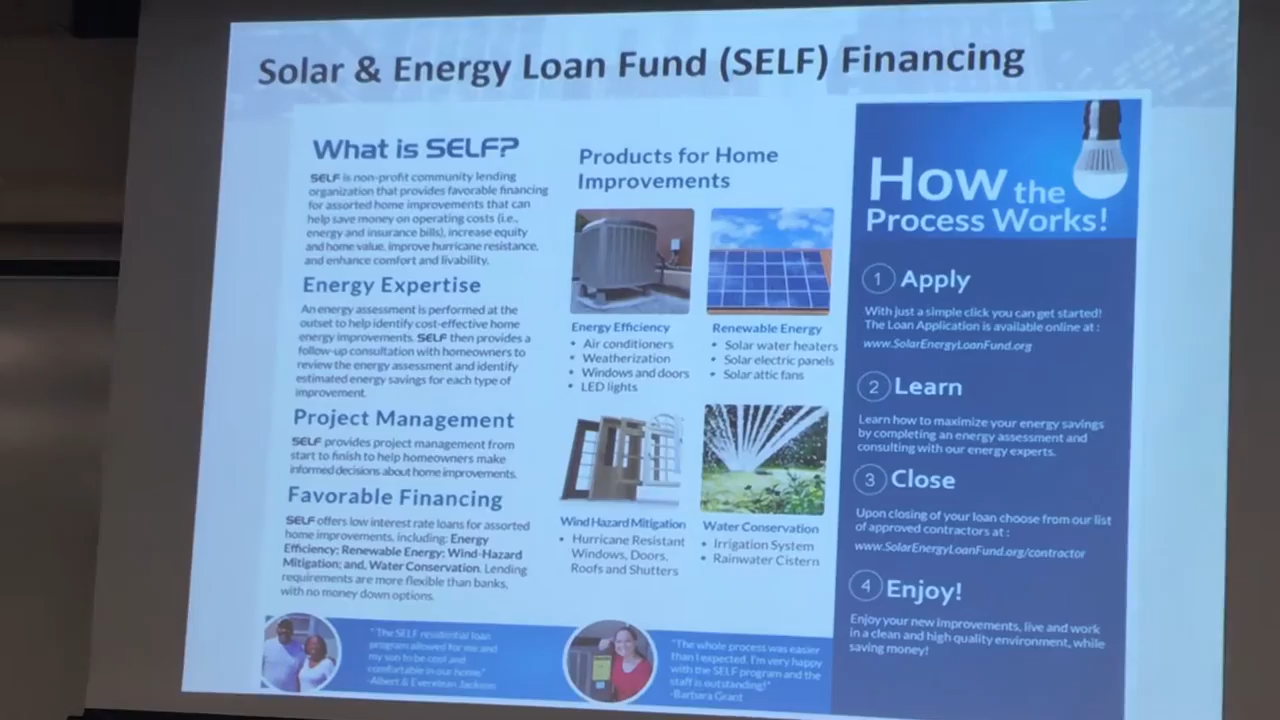 Solar & Energy Loan Fund (SELF) Financing
What is SELF?
SELF is non-profit community lending
organization that provides favorable financing
for assorted home improvements that can
help save money on operating costs (i.e.,
energy and insurance bills), increase equity
and home value, improve hurricane resistance,
and enhance comfort and livability.
Energy Expertise
An energy assessment is performed at the
outset to help identify cost-effective home
energy improvements. SELF then provides a
follow-up consultation with homeowners to
review the energy assessment and identify
estimated energy savings for each type of
improvement.
Project Management
SELF provides project management from
start to finish to help homeowners make
informed decisions about home improvements.
Favorable Financing
SELF offers low interest rate loans for assorted
home improvements, including: Energy
Efficiency; Renewable Energy; Wind-Hazard
Mitigation; and, Water Conservation. Lending
requirements are more flexible than banks,
with no money down options.
Products for Home
Improvements
Energy Efficiency
• Air conditioners
• Weatherization
• Windows and doors
• LED lights
Renewable Energy
• Solar water heaters
• Solar electric panels
• Solar attic fans
Wind Hazard Mitigation
• Hurricane Resistant
Windows, Doors,
Roofs and Shutters
Water Conservation
• Irrigation System
• Rainwater Cistern
"The SELF residential loan
program allowed for me and
my son to be cool and
comfortable in our home."
-Albert & Everelean Jackson
"The whole process was easier
than I expected. I'm very happy
with the SELF program and the
staff is outstanding!"
-Barbara Grant
How the
Process Works!
1 Apply
With just a simple click you can get started!
The Loan Application is available online at :
www.SolarEnergyLoanFund.org
2 Learn
Learn how to maximize your energy savings
by completing an energy assessment and
consulting with our energy experts.
3 Close
Upon closing of your loan choose from our list
of approved contractors at :
www.SolarEnergyLoanFund.org/contractor
4 Enjoy!
Enjoy your new improvements, live and work
in a clean and high quality environment, while
saving money!